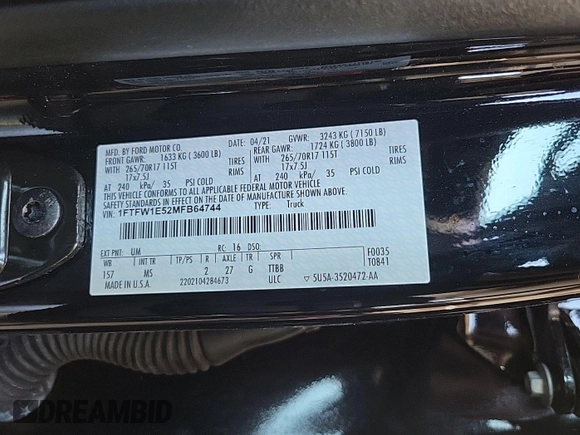 MFD. BY FORD MOTOR CO.
DATE: 04/21 GVWR: 3243 KG ( 7150 LB)
FRONT GAWR: 1633 KG ( 3600 LB) REAR GAWR: 1724 KG ( 3800 LB)
265/70R17 115T TIRES 265/70R17 115T TIRES
17x7.5J RIMS 17x7.5J RIMS
AT 240 kPa/ 35 PSI COLD AT 240 kPa/ 35 PSI COLD
THIS VEHICLE CONFORMS TO ALL APPLICABLE FEDERAL MOTOR VEHICLE
SAFETY STANDARDS IN EFFECT ON THE DATE OF MANUFACTURE SHOWN ABOVE.
VIN: 1FTFW1E52MFB64744 TYPE: Truck
EXT PNT: UM RC: 16 DSO: F0035
WB TP/PS R AXLE TR SPR T0841
157 MS 2 27 G TTBB
MADE IN U.S.A. 2202104284673 ULC 5U5A-3520472-AA
DREAMBID